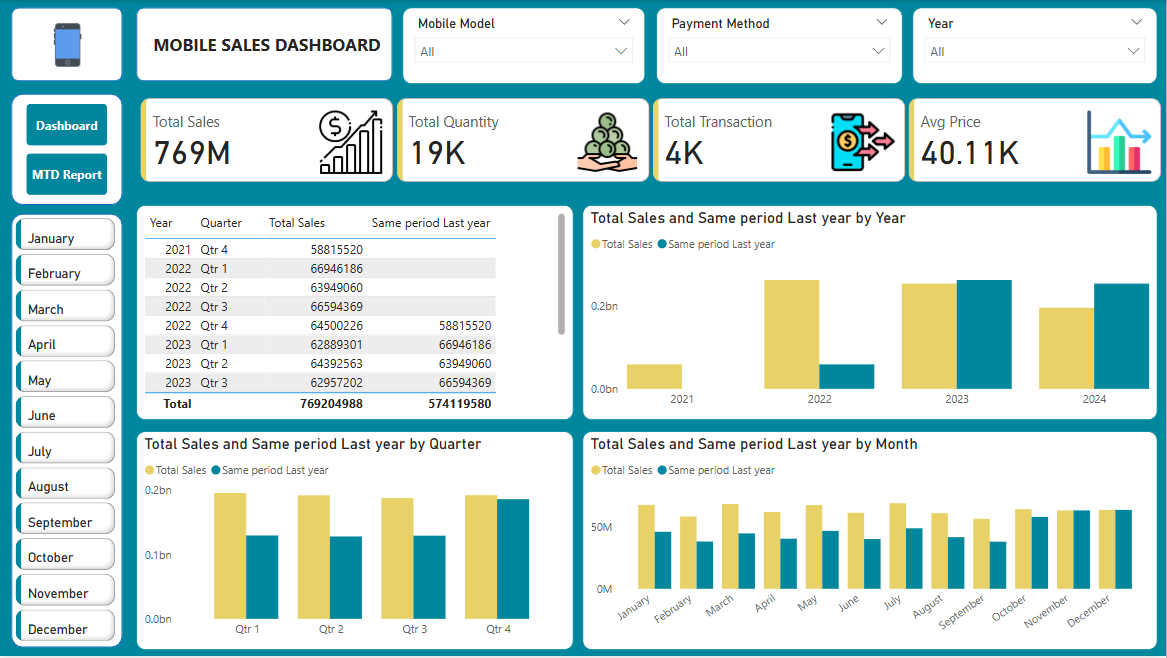 MOBILE SALES DASHBOARD
Mobile Model
All
Payment Method
All
Year
All
Dashboard
MTD Report
Total Sales
769M
Total Quantity
19K
Total Transaction
4K
Avg Price
40.11K
January
February
March
April
May
June
July
August
September
October
November
December
Year Quarter Total Sales Same period Last year
2021 Qtr 4 58815520
2022 Qtr 1 66946186
2022 Qtr 2 63949060
2022 Qtr 3 66594369
2022 Qtr 4 64500226 58815520
2023 Qtr 1 62889301 66946186
2023 Qtr 2 64392563 63949060
2023 Qtr 3 62957202 66594369
Total 769204988 574119580
Total Sales and Same period Last year by Year
Total Sales Same period Last year
0.2bn
0.0bn
2021 2022 2023 2024
Total Sales and Same period Last year by Quarter
Total Sales Same period Last year
0.2bn
0.1bn
0.0bn
Qtr 1 Qtr 2 Qtr 3 Qtr 4
Total Sales and Same period Last year by Month
Total Sales Same period Last year
50M
0M
January February March April May June July August September October November December